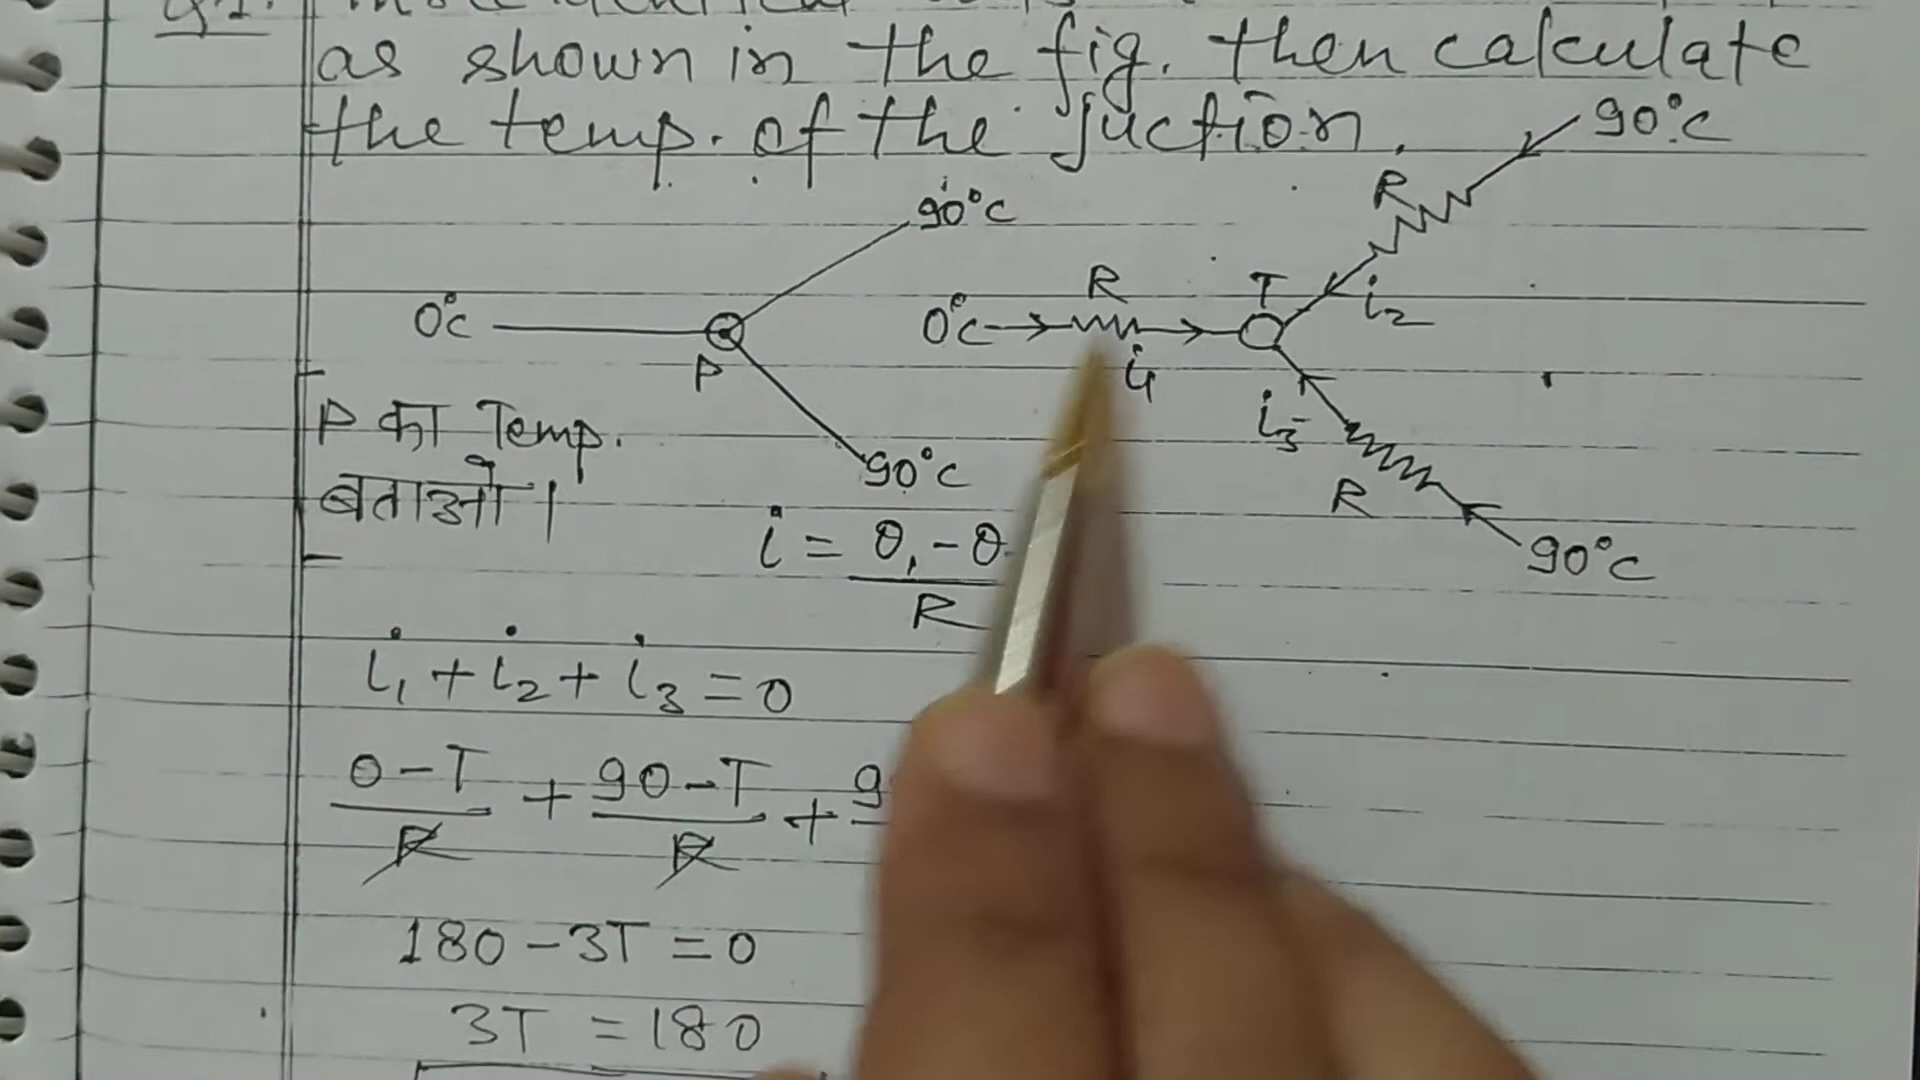 as shown in the fig. then calculate
the temp. of the juction.
90°C
R
90°C
0°C
P
90°C
0°C
R
T
i₂
i₁
i₃
R
90°C
P का Temp.
बताओ।
i = θ₁-θ
R
i₁ + i₂ + i₃ = 0
0-T + 90-T + 9
R R
180 - 3T = 0
3T = 180